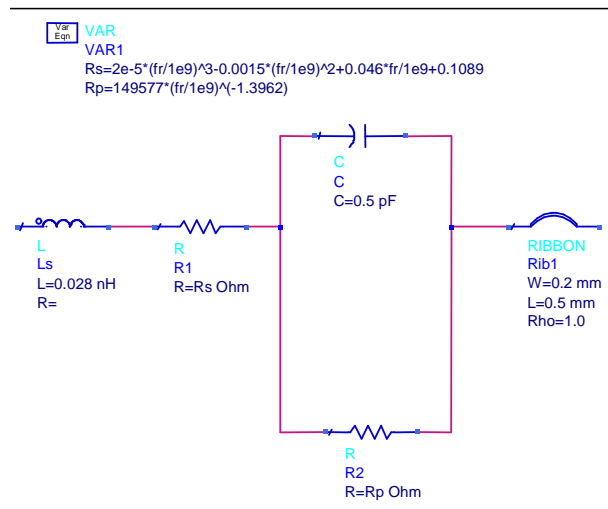 Var
Eqn
VAR
VAR1
Rs=2e-5*(fr/1e9)^3-0.0015*(fr/1e9)^2+0.046*fr/1e9+0.1089
Rp=149577*(fr/1e9)^(-1.3962)
C
C
C=0.5 pF
L
Ls
L=0.028 nH
R=
R
R1
R=Rs Ohm
RIBBON
Rib1
W=0.2 mm
L=0.5 mm
Rho=1.0
R
R2
R=Rp Ohm